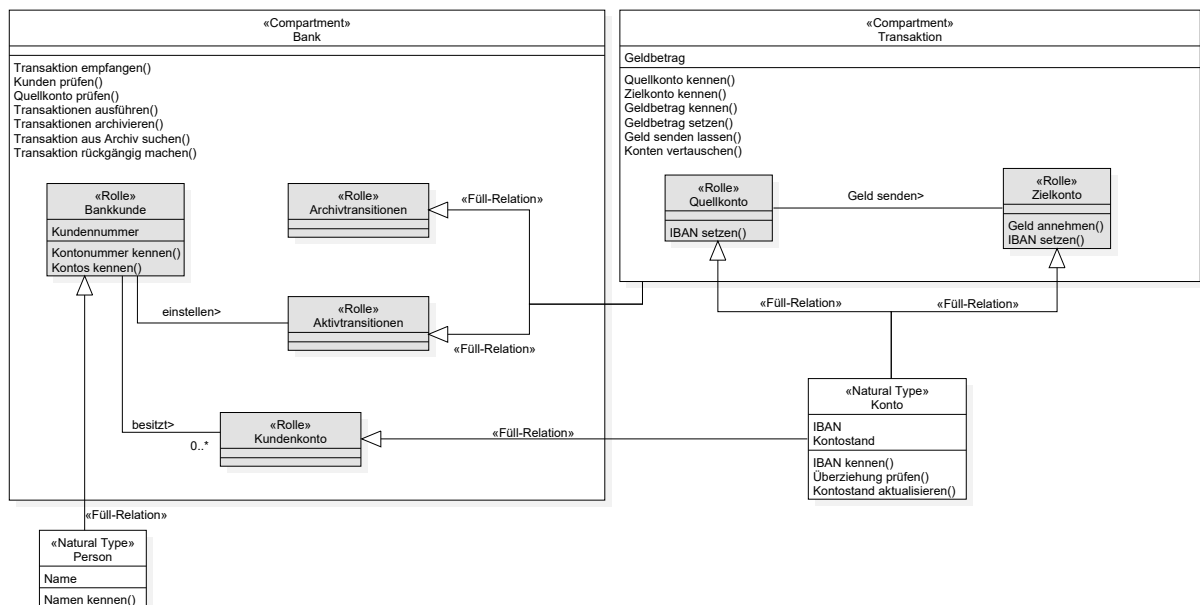 «Compartment»
Bank
Transaktion empfangen()
Kunden prüfen()
Quellkonto prüfen()
Transaktionen ausführen()
Transaktionen archivieren()
Transaktion aus Archiv suchen()
Transaktion rückgängig machen()
«Rolle»
Bankkunde
Kundennummer
Kontonummer kennen()
Kontos kennen()
«Rolle»
Archivtransitionen
«Füll-Relation»
einstellen>
«Rolle»
Aktivtransitionen
«Füll-Relation»
besitzt>
0..*
«Rolle»
Kundenkonto
«Füll-Relation»
«Füll-Relation»
«Natural Type»
Person
Name
Namen kennen()
«Compartment»
Transaktion
Geldbetrag
Quellkonto kennen()
Zielkonto kennen()
Geldbetrag kennen()
Geldbetrag setzen()
Geld senden lassen()
Konten vertauschen()
«Rolle»
Quellkonto
IBAN setzen()
Geld senden>
«Rolle»
Zielkonto
Geld annehmen()
IBAN setzen()
«Füll-Relation»
«Füll-Relation»
«Natural Type»
Konto
IBAN
Kontostand
IBAN kennen()
Überziehung prüfen()
Kontostand aktualisieren()